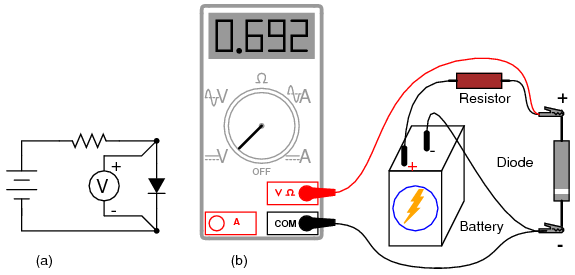 +
V
-
(a)
0.692
Ω
V
A
V
A
OFF
V Ω
A
COM
(b)
Resistor
+
-
Battery
+
Diode
-